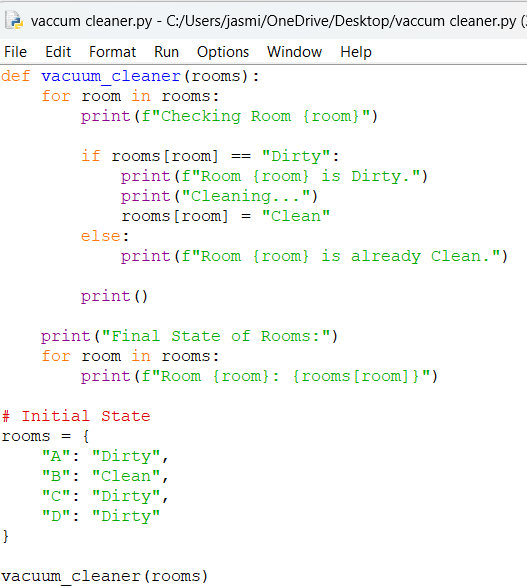 vaccum cleaner.py - C:/Users/jasmi/OneDrive/Desktop/vaccum cleaner.py (
File Edit Format Run Options Window Help
def vacuum_cleaner(rooms):
    for room in rooms:
        print(f"Checking Room {room}")

        if rooms[room] == "Dirty":
            print(f"Room {room} is Dirty.")
            print("Cleaning...")
            rooms[room] = "Clean"
        else:
            print(f"Room {room} is already Clean.")

        print()

    print("Final State of Rooms:")
    for room in rooms:
        print(f"Room {room}: {rooms[room]}")

# Initial State
rooms = {
    "A": "Dirty",
    "B": "Clean",
    "C": "Dirty",
    "D": "Dirty"
}

vacuum_cleaner(rooms)